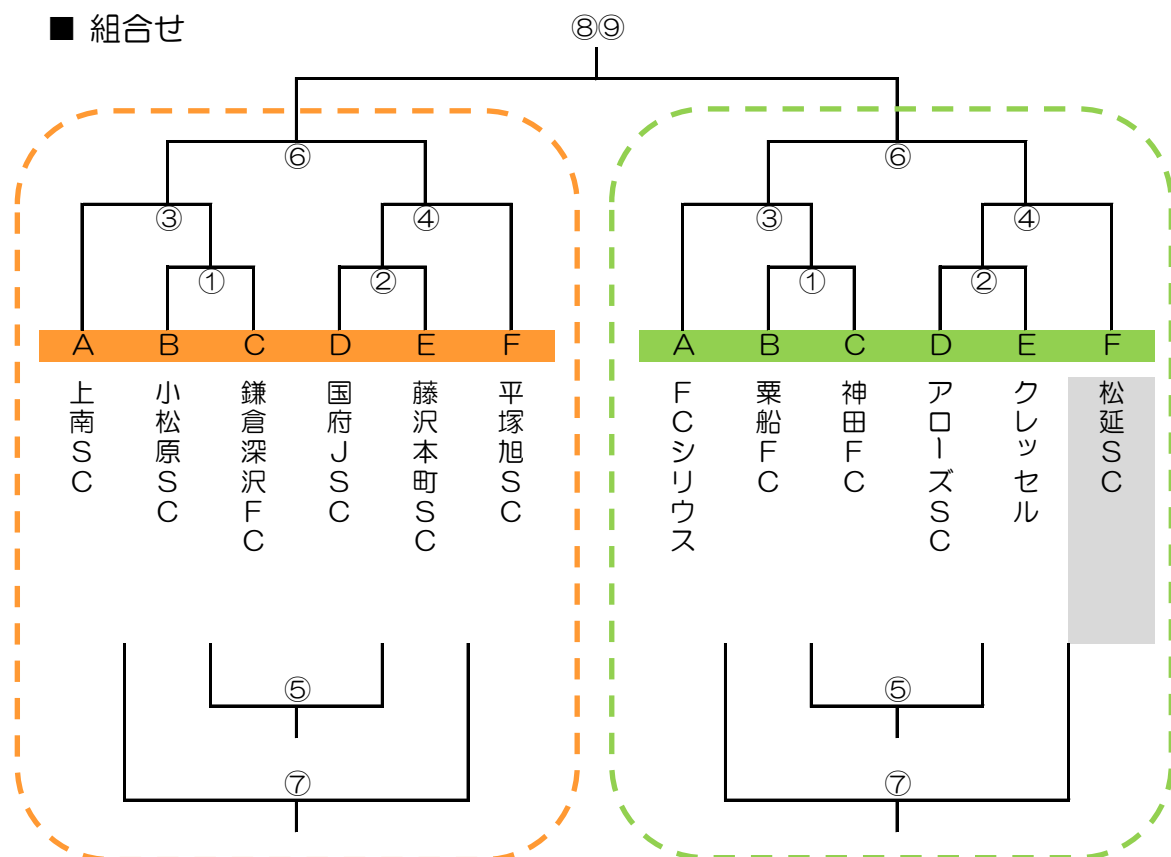 ■ 組合せ
⑧⑨
⑥
⑥
③
④
③
④
①
②
①
②
A B C D E F
A B C D E F
上南SC
小松原SC
鎌倉深沢FC
国府JSC
藤沢本町SC
平塚旭SC
FCシリウス
粟船FC
神田FC
アローズSC
クレッセル
松延SC
⑤
⑤
⑦
⑦